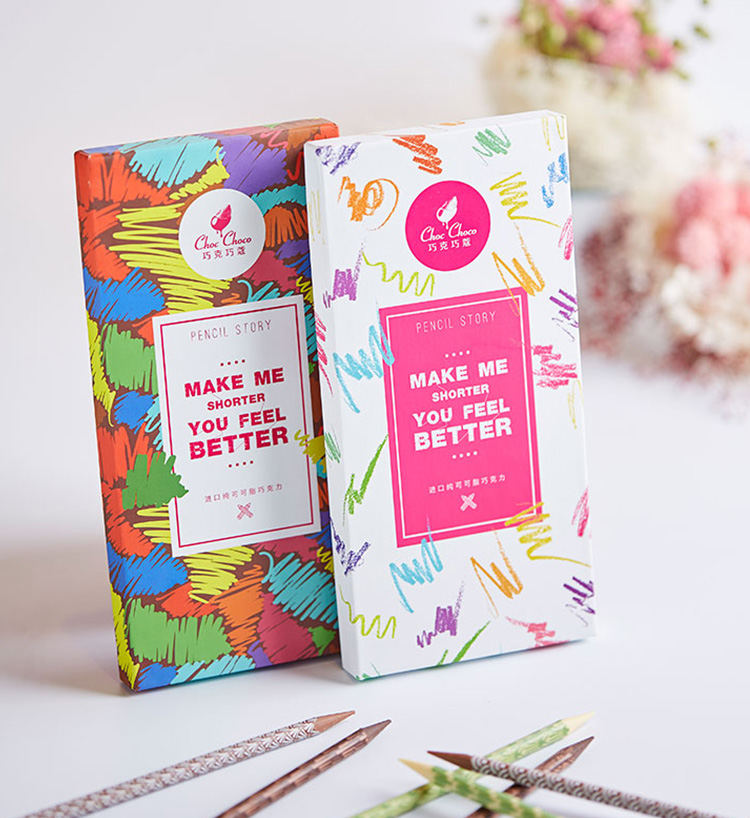 Choc Choco
巧克巧蔻
PENCIL STORY
MAKE ME
SHORTER
YOU FEEL
BETTER
进口纯可可脂巧克力
Choc Choco
巧克巧蔻
PENCIL STORY
MAKE ME
SHORTER
YOU FEEL
BETTER
进口纯可可脂巧克力